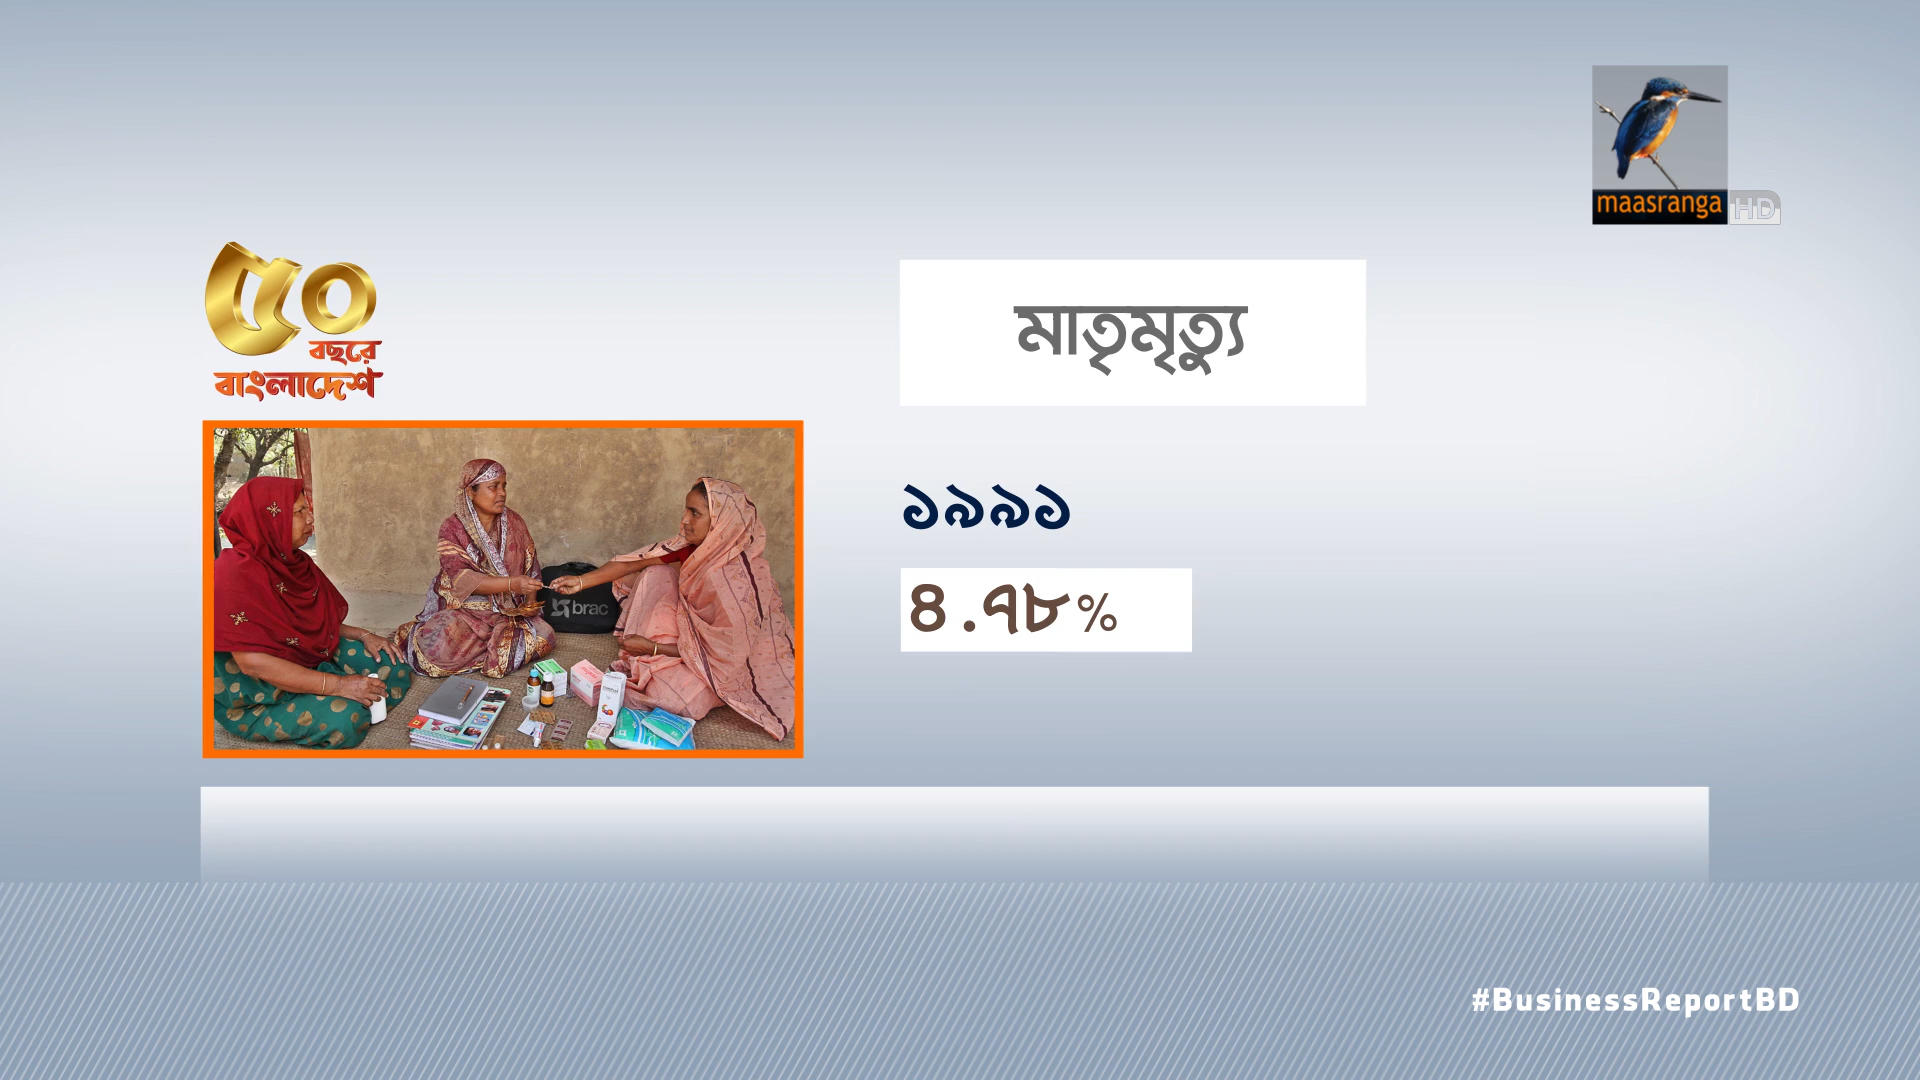 maasranga HD
৫০
বছরে
বাংলাদেশ
মাতৃমৃত্যু
১৯৯১
৪.৭৮%
brac
#BusinessReportBD